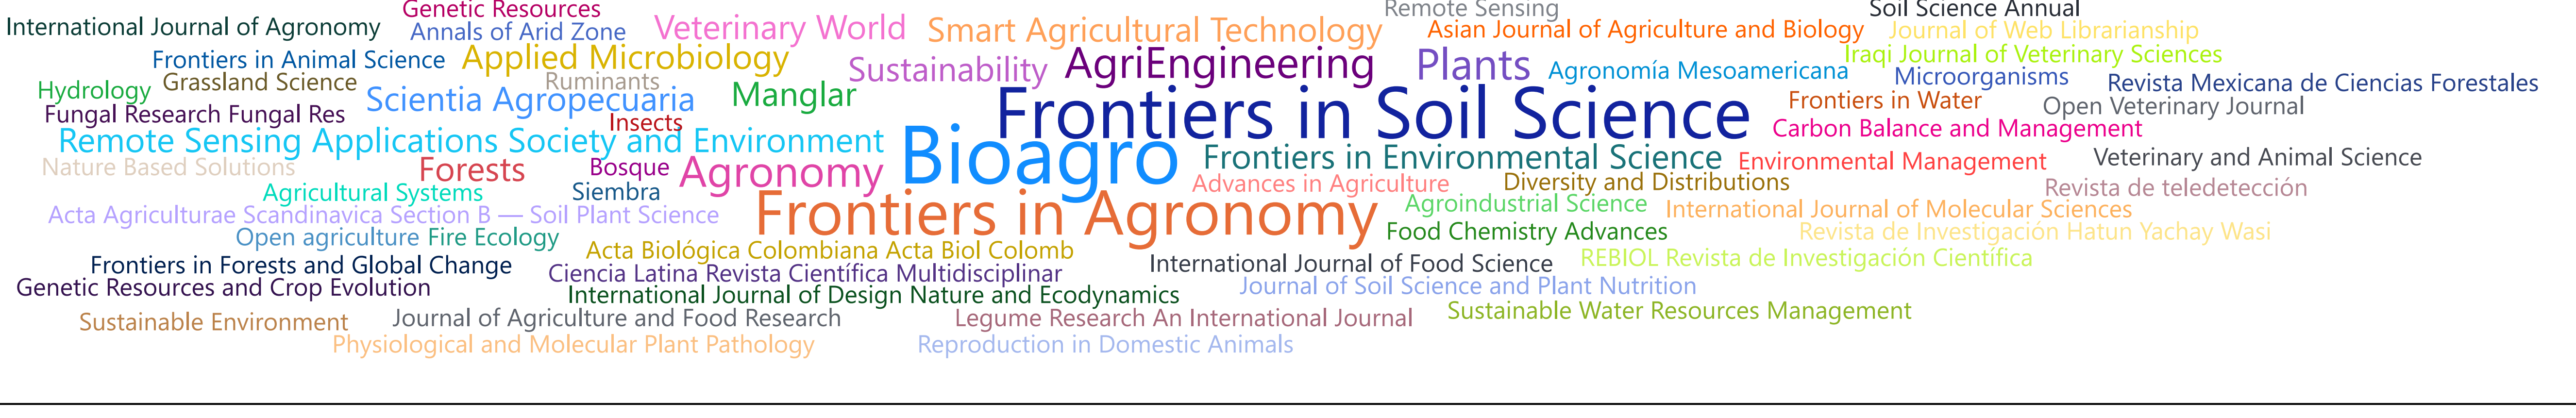 Genetic Resources
Remote Sensing
Soil Science Annual
International Journal of Agronomy
Annals of Arid Zone
Veterinary World
Smart Agricultural Technology
Asian Journal of Agriculture and Biology
Journal of Web Librarianship
Frontiers in Animal Science
Applied Microbiology
Sustainability
AgriEngineering
Plants
Agronomía Mesoamericana
Iraqi Journal of Veterinary Sciences
Microorganisms
Revista Mexicana de Ciencias Forestales
Hydrology
Grassland Science
Ruminants
Scientia Agropecuaria
Manglar
Frontiers in Soil Science
Frontiers in Water
Open Veterinary Journal
Fungal Research Fungal Res
Insects
Carbon Balance and Management
Remote Sensing Applications Society and Environment
Bioagro
Frontiers in Environmental Science
Environmental Management
Veterinary and Animal Science
Nature Based Solutions
Forests
Bosque
Agronomy
Advances in Agriculture
Diversity and Distributions
Revista de teledetección
Agricultural Systems
Siembra
Frontiers in Agronomy
Agroindustrial Science
International Journal of Molecular Sciences
Acta Agriculturae Scandinavica Section B — Soil Plant Science
Open agriculture
Fire Ecology
Food Chemistry Advances
Revista de Investigación Hatun Yachay Wasi
Acta Biológica Colombiana Acta Biol Colomb
Frontiers in Forests and Global Change
Ciencia Latina Revista Científica Multidisciplinar
International Journal of Food Science
REBIOL Revista de Investigación Científica
Genetic Resources and Crop Evolution
International Journal of Design Nature and Ecodynamics
Journal of Soil Science and Plant Nutrition
Sustainable Environment
Journal of Agriculture and Food Research
Legume Research An International Journal
Sustainable Water Resources Management
Physiological and Molecular Plant Pathology
Reproduction in Domestic Animals